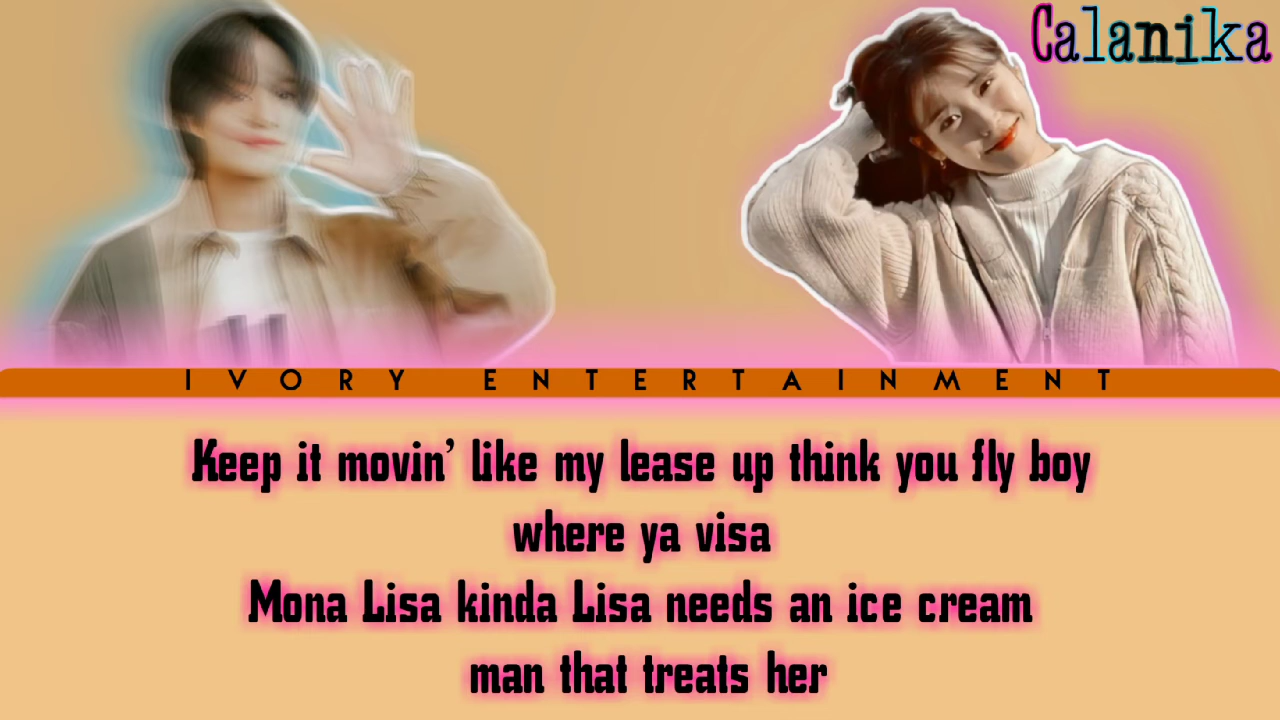 Calanika
IVORY ENTERTAINMENT
Keep it movin’ like my lease up think you fly boy
where ya visa
Mona Lisa kinda Lisa needs an ice cream
man that treats her